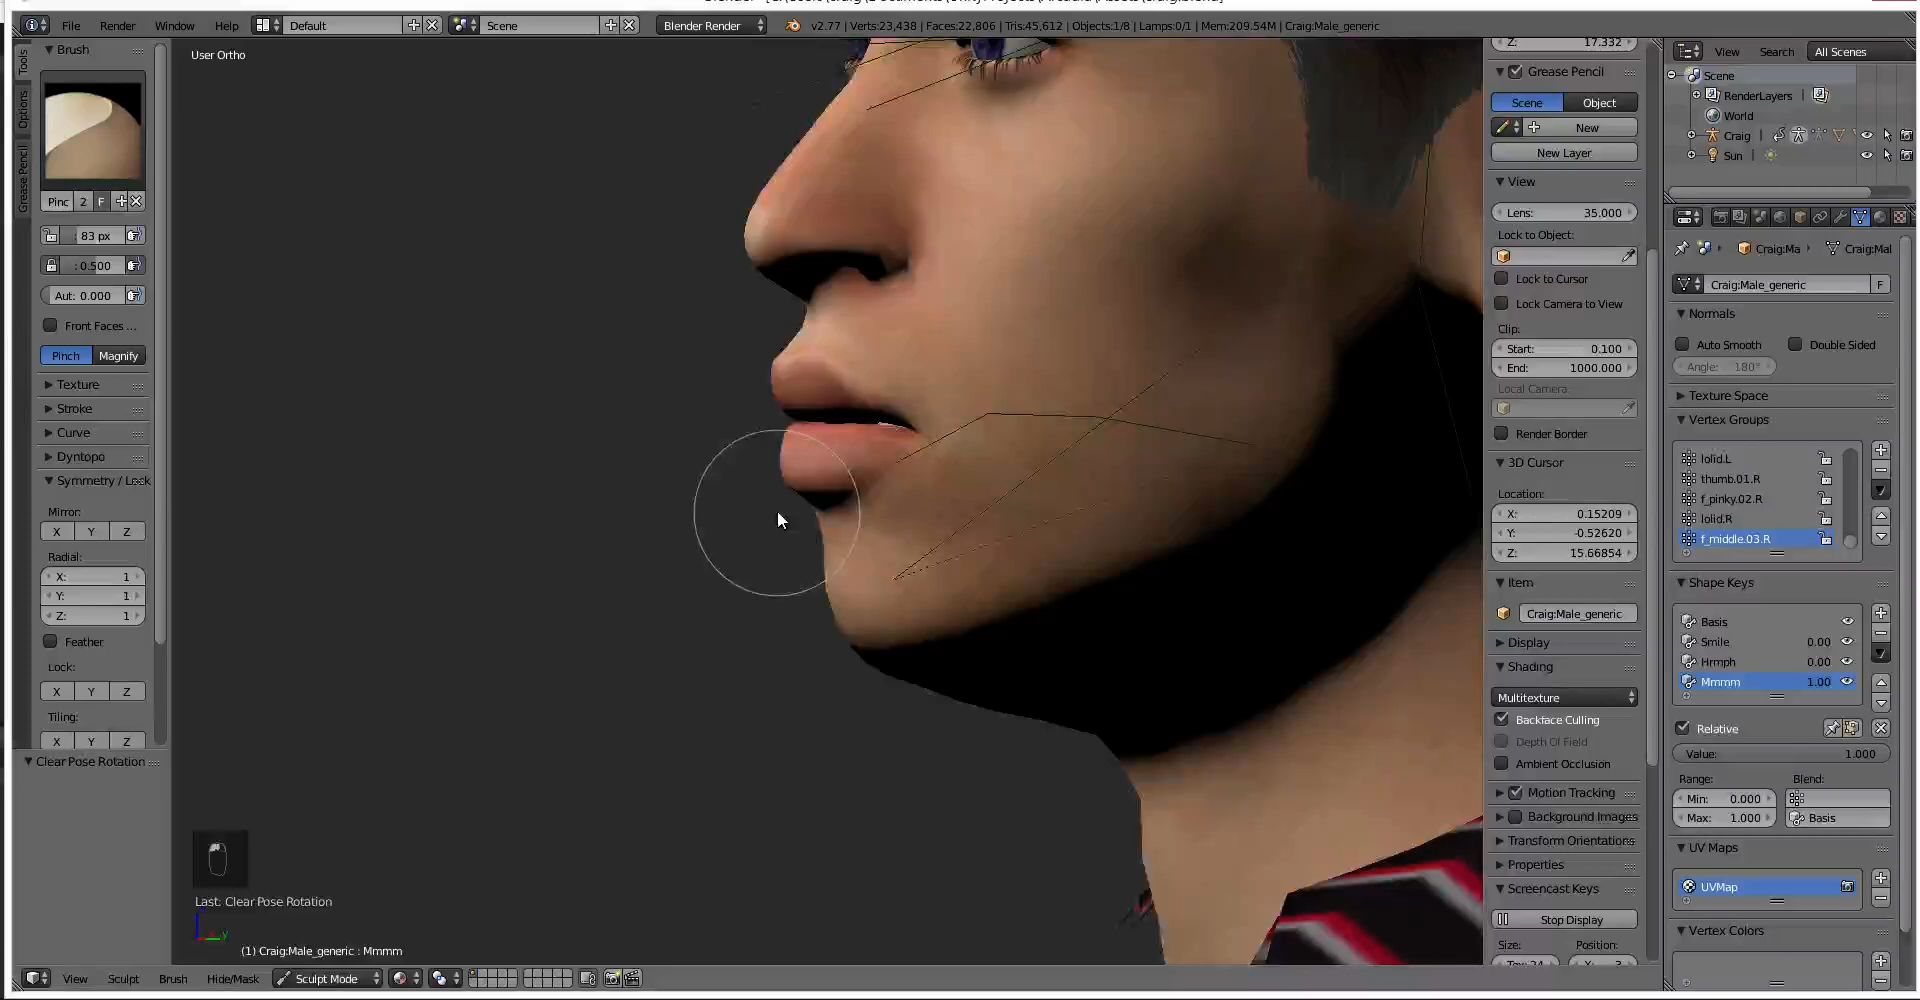 File Render Window Help Default Scene Blender Render v2.77 | Verts:23,438 | Faces:22,806 | Tris:45,612 | Objects:1/8 | Lamps:0/1 | Mem:209.54M | Craig:Male_generic
Tools
Options
Grease Pencil
Brush
Pinc 2 F
: 83 px
: 0.500
Aut: 0.000
Front Faces ...
Pinch Magnify
Texture
Stroke
Curve
Dyntopo
Symmetry / Lock
Mirror:
X Y Z
Radial:
X: 1
Y: 1
Z: 1
Feather
Lock:
X Y Z
Tiling:
X Y Z
Clear Pose Rotation
User Ortho
Last: Clear Pose Rotation
y
(1) Craig:Male_generic : Mmmm
View Sculpt Brush Hide/Mask Sculpt Mode
Z: 17.332
Grease Pencil
Scene Object
New
New Layer
View
Lens: 35.000
Lock to Object:
Lock to Cursor
Lock Camera to View
Clip:
Start: 0.100
End: 1000.000
Local Camera:
Render Border
3D Cursor
Location:
X: 0.15209
Y: -0.52620
Z: 15.66854
Item
Craig:Male_generic
Display
Shading
Multitexture
Backface Culling
Depth Of Field
Ambient Occlusion
Motion Tracking
Background Images
Transform Orientations
Properties
Screencast Keys
Stop Display
Size: Position:
View Search All Scenes
Scene
RenderLayers |
World
Craig |
Sun |
Craig:Ma Craig:Mal
Craig:Male_generic F
Normals
Auto Smooth Double Sided
Angle: 180°
Texture Space
Vertex Groups
lolid.L
thumb.01.R
f_pinky.02.R
lolid.R
f_middle.03.R
Shape Keys
Basis
Smile 0.00
Hrmph 0.00
Mmmm 1.00
Relative
Value: 1.000
Range: Blend:
Min: 0.000
Max: 1.000 Basis
UV Maps
UVMap
Vertex Colors